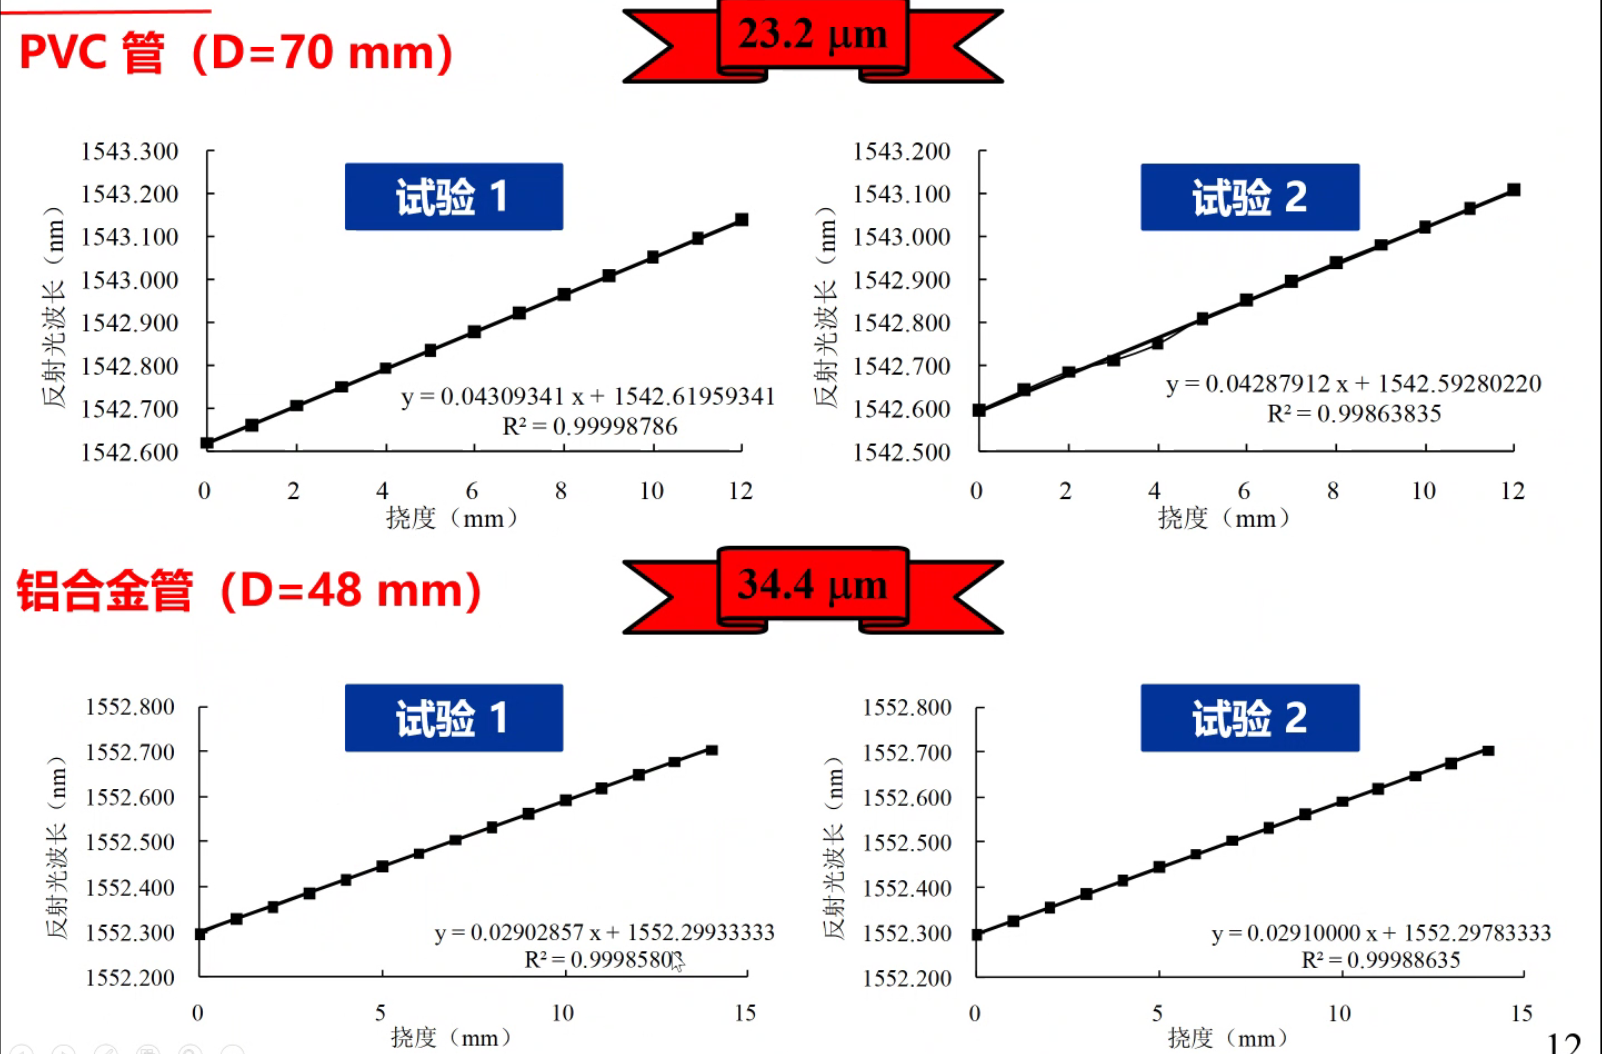 PVC 管（D=70 mm）
23.2 μm
试验 1
反射光波长（nm）
1543.300
1543.200
1543.100
1543.000
1542.900
1542.800
1542.700
1542.600
y = 0.04309341 x + 1542.61959341
R² = 0.99998786
0 2 4 6 8 10 12
挠度（mm）
试验 2
反射光波长（nm）
1543.200
1543.100
1543.000
1542.900
1542.800
1542.700
1542.600
1542.500
y = 0.04287912 x + 1542.59280220
R² = 0.99863835
0 2 4 6 8 10 12
挠度（mm）
铝合金管（D=48 mm）
34.4 μm
试验 1
反射光波长（nm）
1552.800
1552.700
1552.600
1552.500
1552.400
1552.300
1552.200
y = 0.02902857 x + 1552.29933333
R² = 0.9998580
0 5 10 15
挠度（mm）
试验 2
反射光波长（nm）
1552.800
1552.700
1552.600
1552.500
1552.400
1552.300
1552.200
y = 0.02910000 x + 1552.29783333
R² = 0.99988635
0 5 10 15
挠度（mm）
12